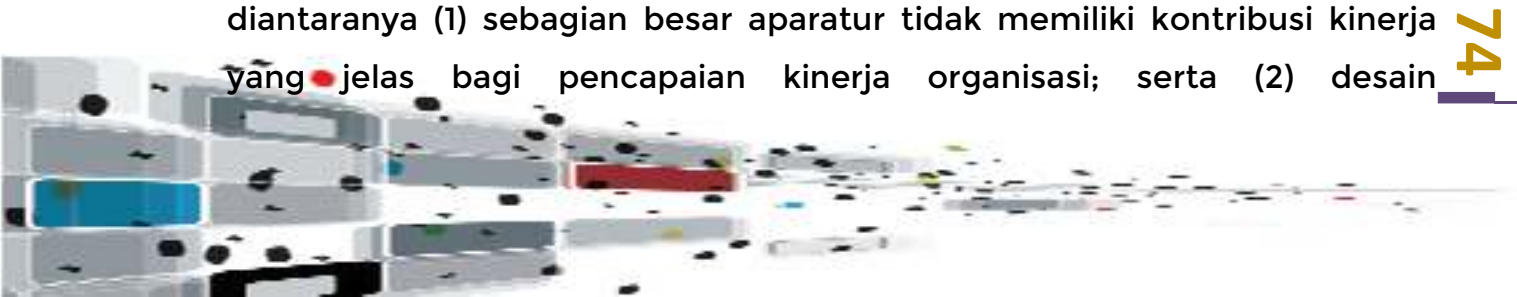 diantaranya (1) sebagian besar aparatur tidak memiliki kontribusi kinerja
yang jelas bagi pencapaian kinerja organisasi; serta (2) desain
74